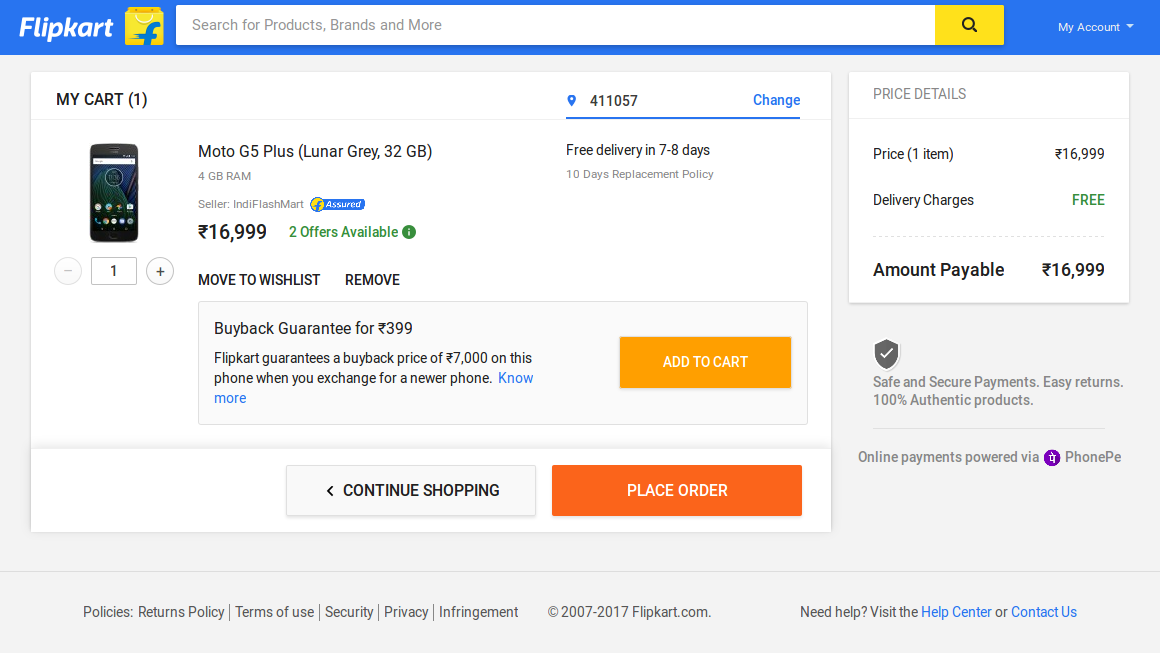 Flipkart
Search for Products, Brands and More
My Account
MY CART (1)
411057
Change
Moto G5 Plus (Lunar Grey, 32 GB)
4 GB RAM
Seller: IndiFlashMart Assured
₹16,999
2 Offers Available
Free delivery in 7-8 days
10 Days Replacement Policy
− 1 +
MOVE TO WISHLIST
REMOVE
Buyback Guarantee for ₹399
Flipkart guarantees a buyback price of ₹7,000 on this
phone when you exchange for a newer phone. Know
more
ADD TO CART
CONTINUE SHOPPING
PLACE ORDER
PRICE DETAILS
Price (1 item) ₹16,999
Delivery Charges FREE
Amount Payable ₹16,999
Safe and Secure Payments. Easy returns.
100% Authentic products.
Online payments powered via PhonePe
Policies: Returns Policy | Terms of use | Security | Privacy | Infringement
© 2007-2017 Flipkart.com.
Need help? Visit the Help Center or Contact Us